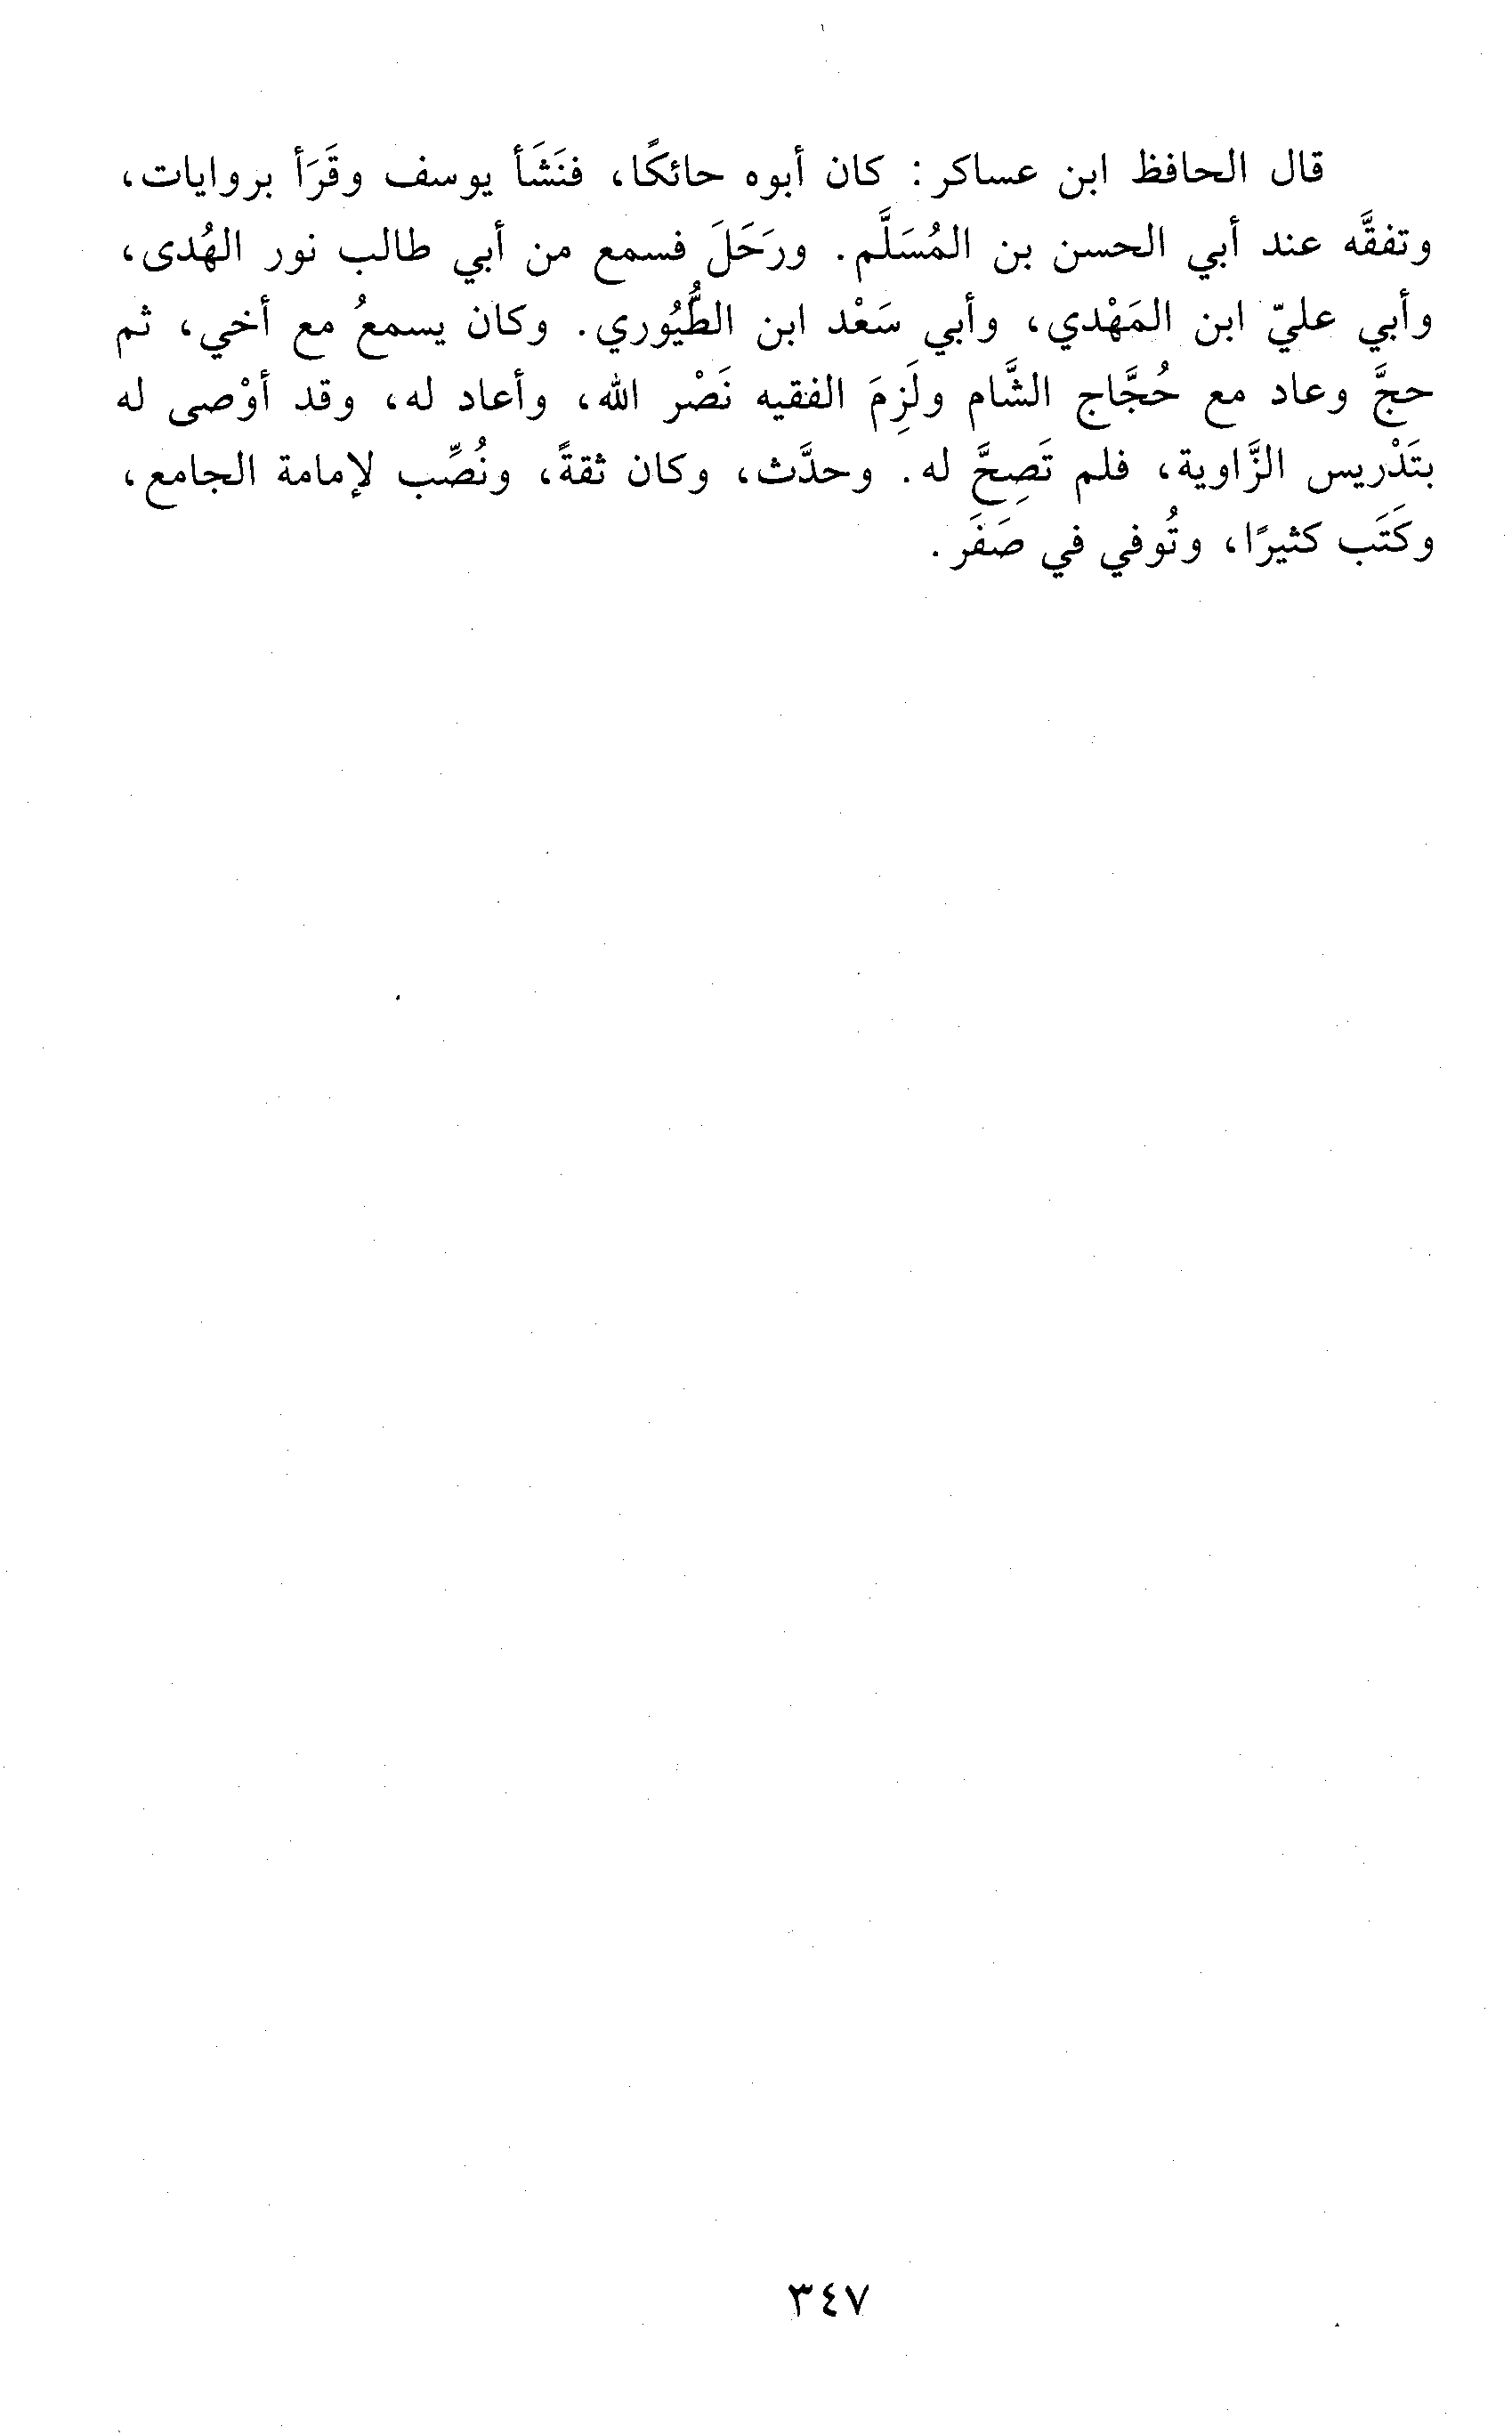 قال الحافظ ابن عساكر: كان أبوه حائكًا، فنَشَأ يوسف وقَرَأ بروايات،
وتفقَّه عند أبي الحسن بن المُسَلَّم. ورَحَلَ فسمع من أبي طالب نور الهُدى،
وأبي عليّ ابن المَهْدي، وأبي سَعْد ابن الطُّيُوري. وكان يسمعُ مع أخي، ثم
حجَّ وعاد مع حُجَّاج الشَّام ولَزِمَ الفقيه نَصْر الله، وأعاد له، وقد أوْصى له
بتَدْريس الزَّاوية، فلم تَصِحَّ له. وحدَّث، وكان ثقةً، ونُصِّب لإمامة الجامع،
وكَتَب كثيرًا، وتُوفي في صَفَر.
٣٤٧